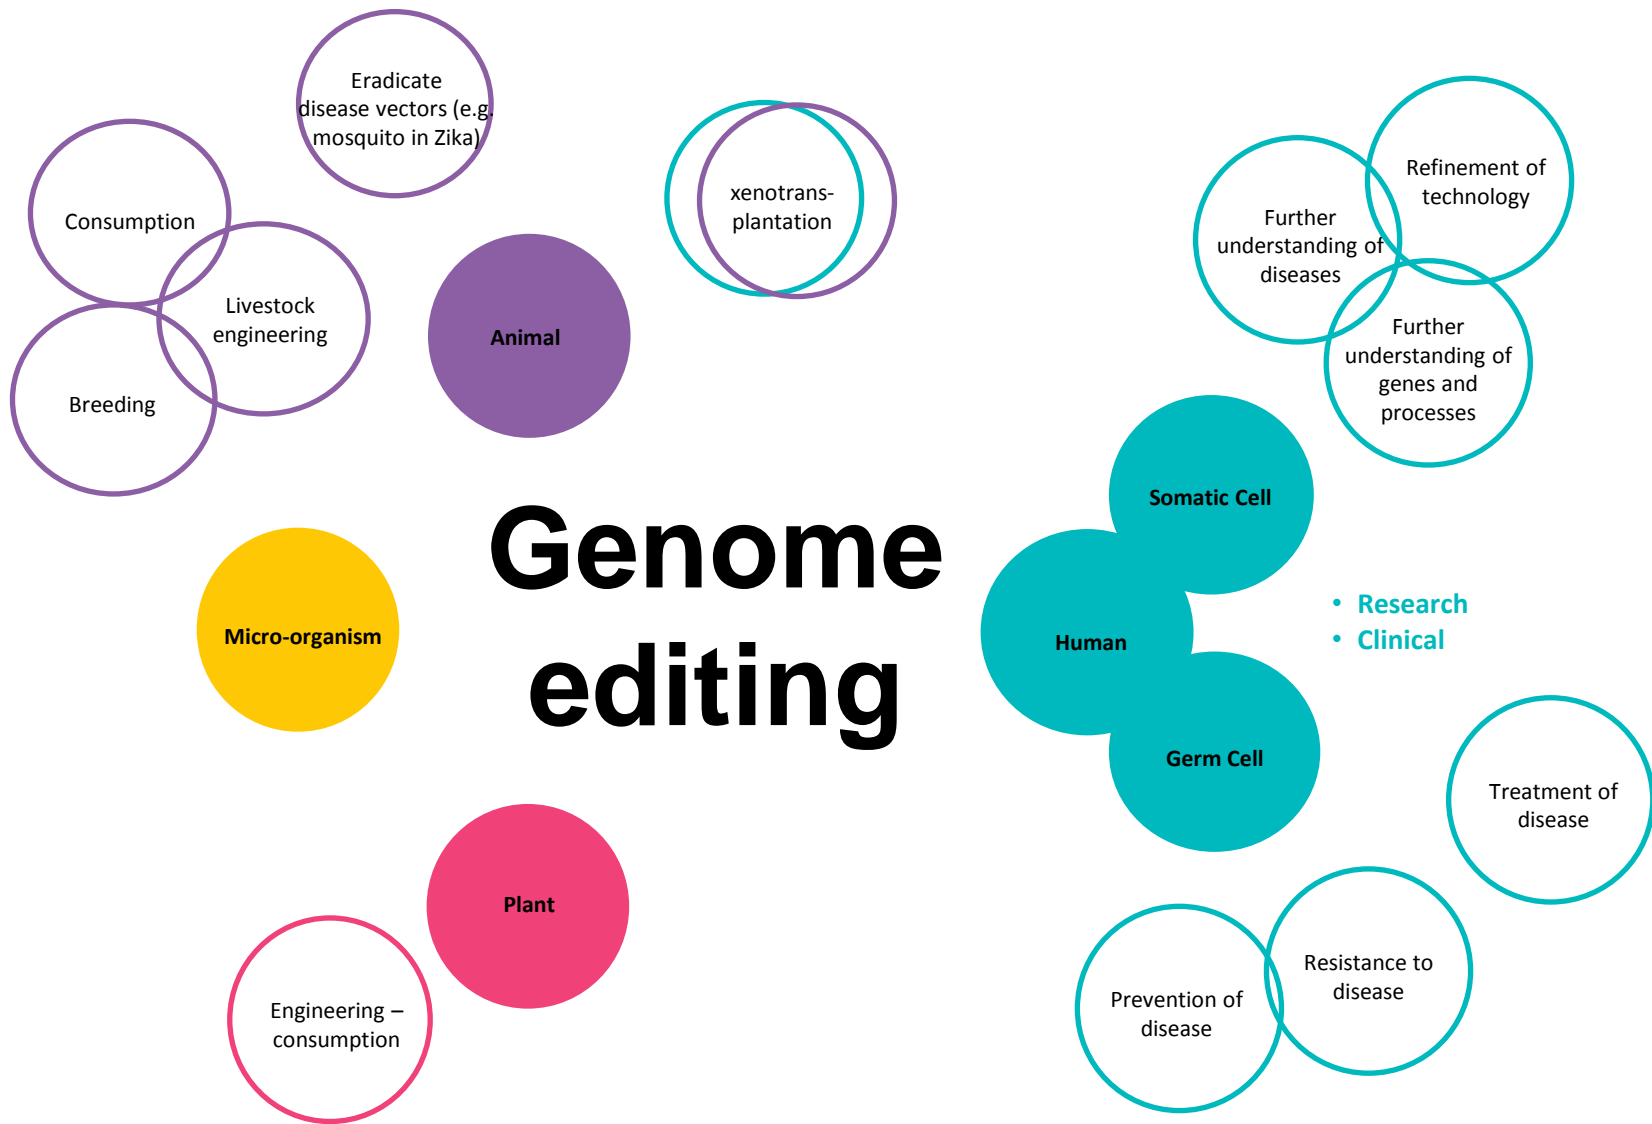 Eradicate
disease vectors (e.g.
mosquito in Zika)
Consumption
Livestock
engineering
Breeding
xenotrans-
plantation
Animal
Refinement of
technology
Further
understanding of
diseases
Further
understanding of
genes and
processes
Somatic Cell
Genome
editing
Micro-organism
Human
• Research
• Clinical
Germ Cell
Treatment of
disease
Plant
Engineering –
consumption
Resistance to
disease
Prevention of
disease